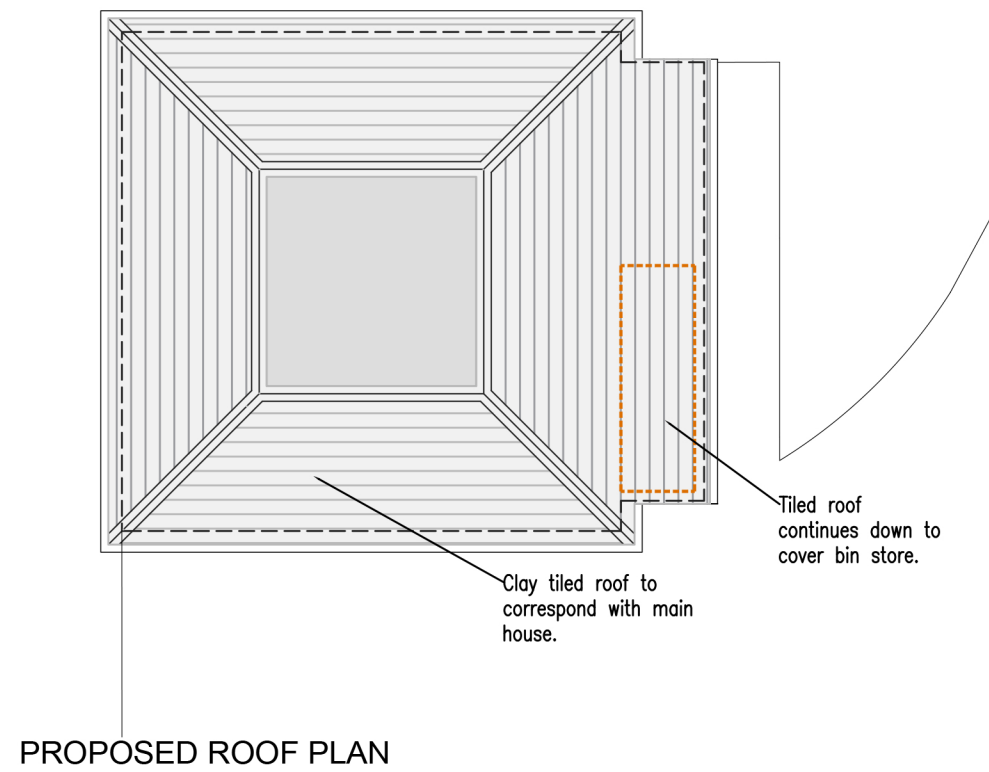 Tiled roof
continues down to
cover bin store.
Clay tiled roof to
correspond with main
house.
PROPOSED ROOF PLAN